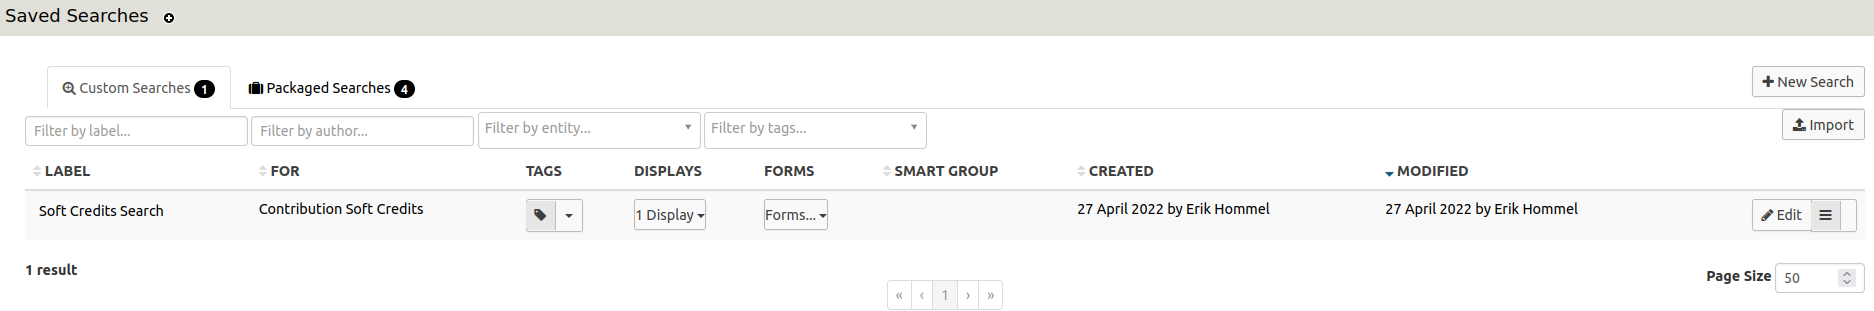 Saved Searches
Custom Searches 1 Packaged Searches 4 New Search
Filter by label... Filter by author... Filter by entity... Filter by tags... Import
LABEL FOR TAGS DISPLAYS FORMS SMART GROUP CREATED MODIFIED
Soft Credits Search Contribution Soft Credits 1 Display Forms... 27 April 2022 by Erik Hommel 27 April 2022 by Erik Hommel Edit
1 result Page Size 50
« ‹ 1 › »